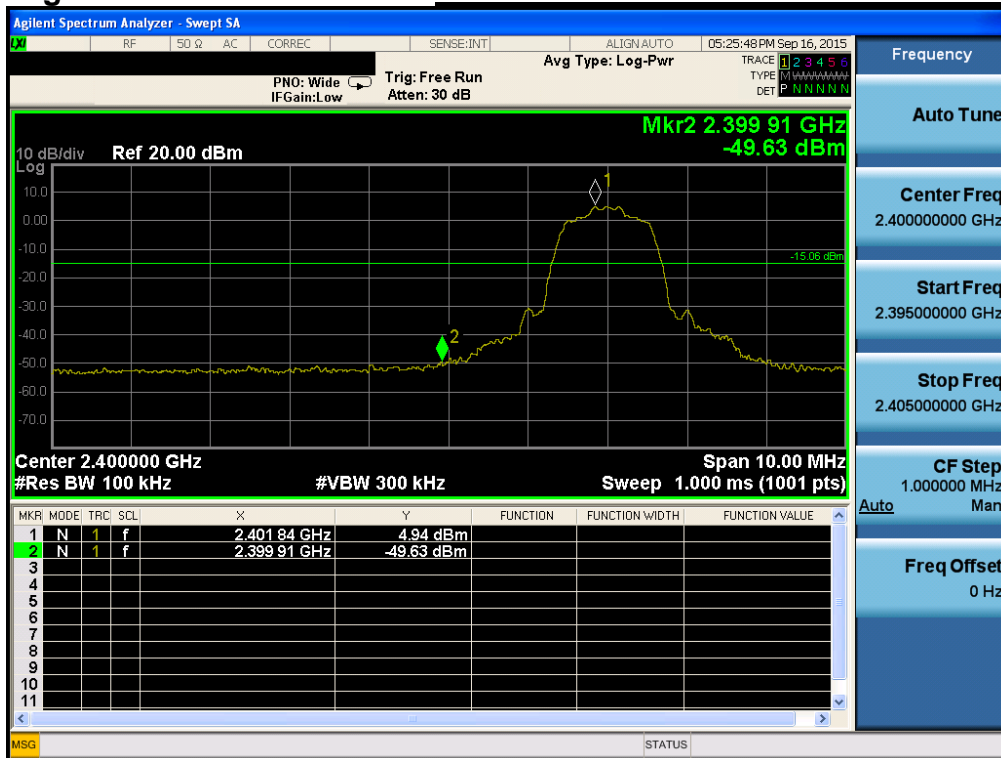 Agilent Spectrum Analyzer - Swept SA
LXI RF 50 Ω AC CORREC SENSE:INT ALIGN AUTO 05:25:48 PM Sep 16, 2015
Frequency
PNO: Wide
IFGain:Low
Trig: Free Run
Atten: 30 dB
Avg Type: Log-Pwr
TRACE 1 2 3 4 5 6
TYPE M WWWWW
DET P N N N N N
Auto Tune
Mkr2 2.399 91 GHz
-49.63 dBm
10 dB/div Ref 20.00 dBm
Log
10.0
0.00
-10.0
-20.0
-30.0
-40.0
-50.0
-60.0
-70.0
1
-15.06 dBm
2
Center Freq
2.400000000 GHz
Start Freq
2.395000000 GHz
Stop Freq
2.405000000 GHz
Center 2.400000 GHz Span 10.00 MHz
#Res BW 100 kHz #VBW 300 kHz Sweep 1.000 ms (1001 pts)
CF Step
1.000000 MHz
Auto Man
MKR MODE TRC SCL X Y FUNCTION FUNCTION WIDTH FUNCTION VALUE
1 N 1 f 2.401 84 GHz 4.94 dBm
2 N 1 f 2.399 91 GHz -49.63 dBm
3
4
5
6
7
8
9
10
11
Freq Offset
0 Hz
MSG STATUS